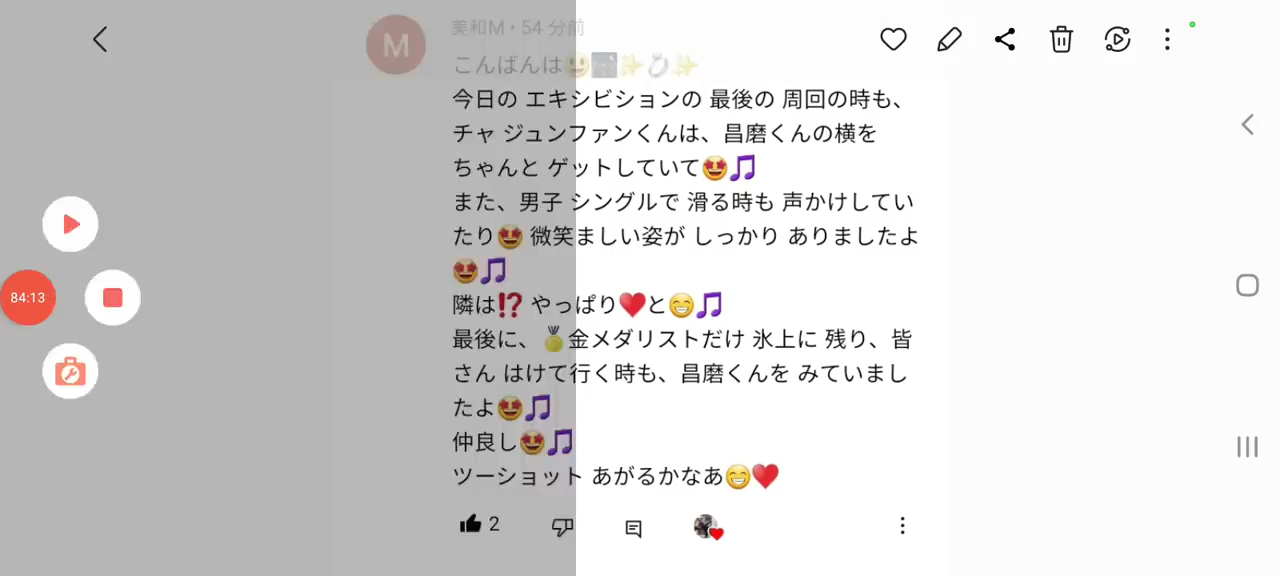 美和M・54 分前
こんばんは😃🌃✨💍✨
今日の エキシビションの 最後の 周回の時も、
チャ ジュンファンくんは、昌磨くんの横を
ちゃんと ゲットしていて🤩🎵
また、男子 シングルで 滑る時も 声かけしてい
たり🤩 微笑ましい姿が しっかり ありましたよ
🤩🎵
隣は⁉️ やっぱり♥️と😁🎵
最後に、🏅金メダリストだけ 氷上に 残り、皆
さん はけて行く時も、昌磨くんを みていまし
たよ🤩🎵
仲良し🤩🎵
ツーショット あがるかなあ😁♥️
2
M
84:13